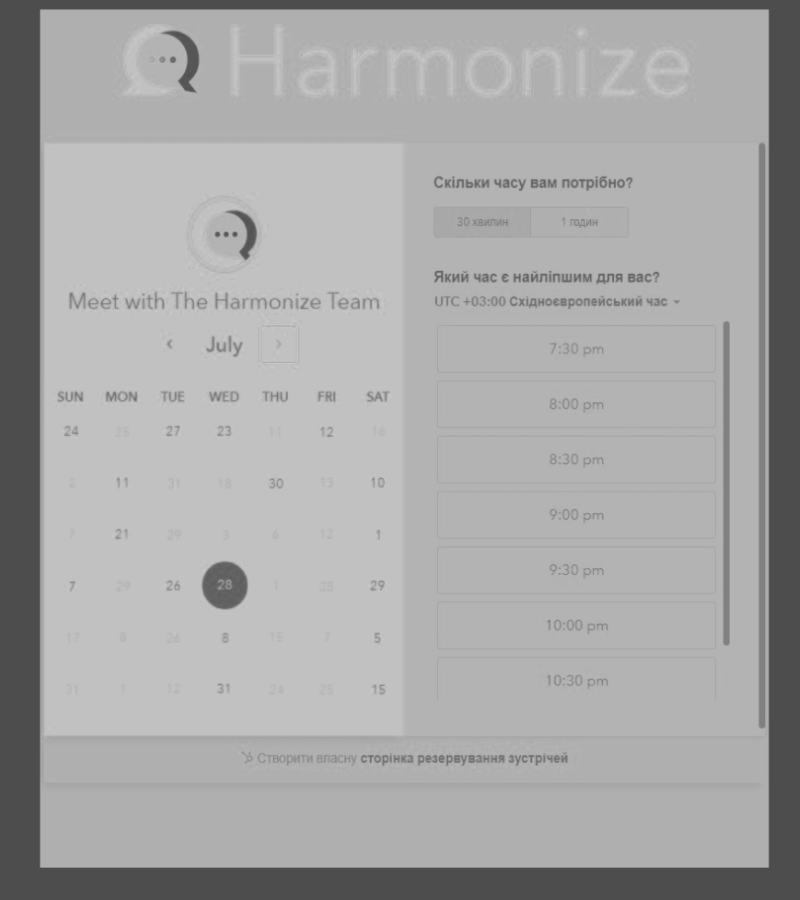 Harmonize
Meet with The Harmonize Team
July
SUN MON TUE WED THU FRI SAT
24 25 27 23 11 12 16
2 11 31 18 30 13 10
7 21 29 3 6 12 1
7 29 26 28 1 28 29
17 8 26 8 15 7 5
31 1 12 31 24 25 15
Скільки часу вам потрібно?
30 хвилин 1 годин
Який час є найліпшим для вас?
UTC +03:00 Східноєвропейський час
7:30 pm
8:00 pm
8:30 pm
9:00 pm
9:30 pm
10:00 pm
10:30 pm
Створити власну сторінка резервування зустрічей